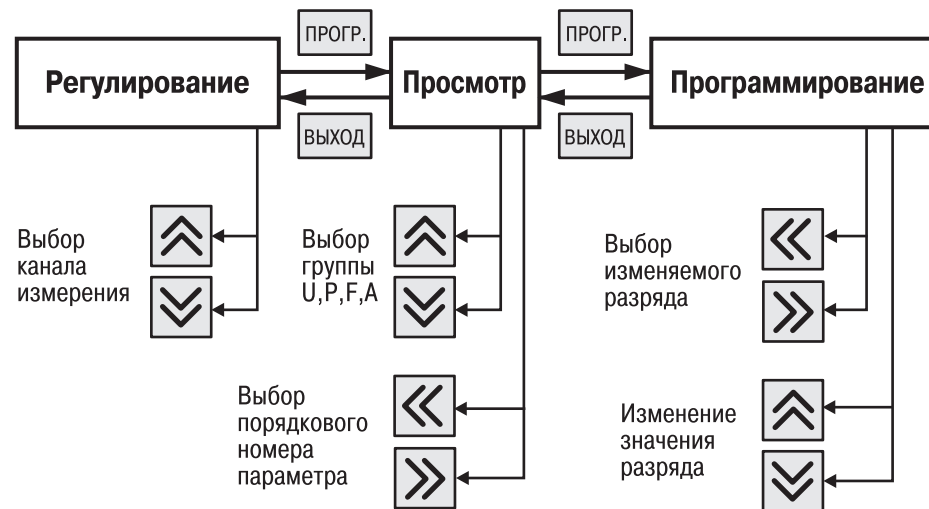 ПРОГР.
ПРОГР.
Регулирование
Просмотр
Программирование
ВЫХОД
ВЫХОД
Выбор
канала
измерения
Выбор
группы
U,P,F,A
Выбор
изменяемого
разряда
Выбор
порядкового
номера
параметра
Изменение
значения
разряда